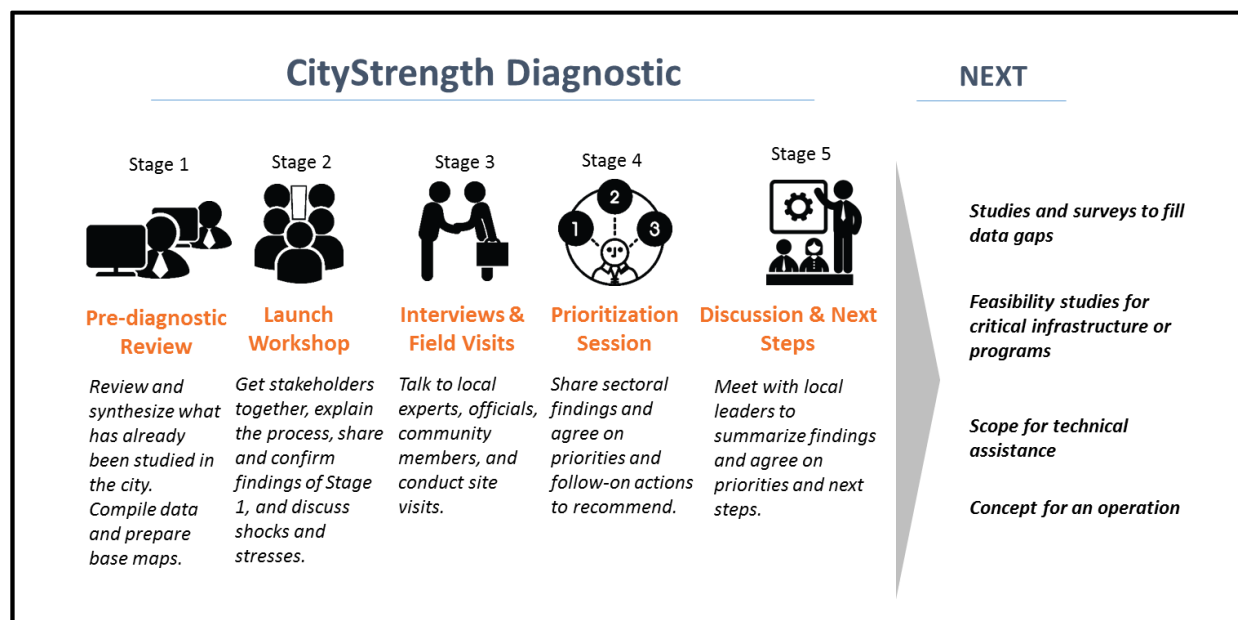 CityStrength Diagnostic
NEXT
Stage 1
Pre-diagnostic
Review
Review and
synthesize what
has already
been studied in
the city.
Compile data
and prepare
base maps.
Stage 2
Launch
Workshop
Get stakeholders
together, explain
the process, share
and confirm
findings of Stage
1, and discuss
shocks and
stresses.
Stage 3
Interviews &
Field Visits
Talk to local
experts, officials,
community
members, and
conduct site
visits.
Stage 4
1
2
3
Prioritization
Session
Share sectoral
findings and
agree on
priorities and
follow-on actions
to recommend.
Stage 5
Discussion & Next
Steps
Meet with local
leaders to
summarize findings
and agree on
priorities and next
steps.
Studies and surveys to fill
data gaps
Feasibility studies for
critical infrastructure or
programs
Scope for technical
assistance
Concept for an operation